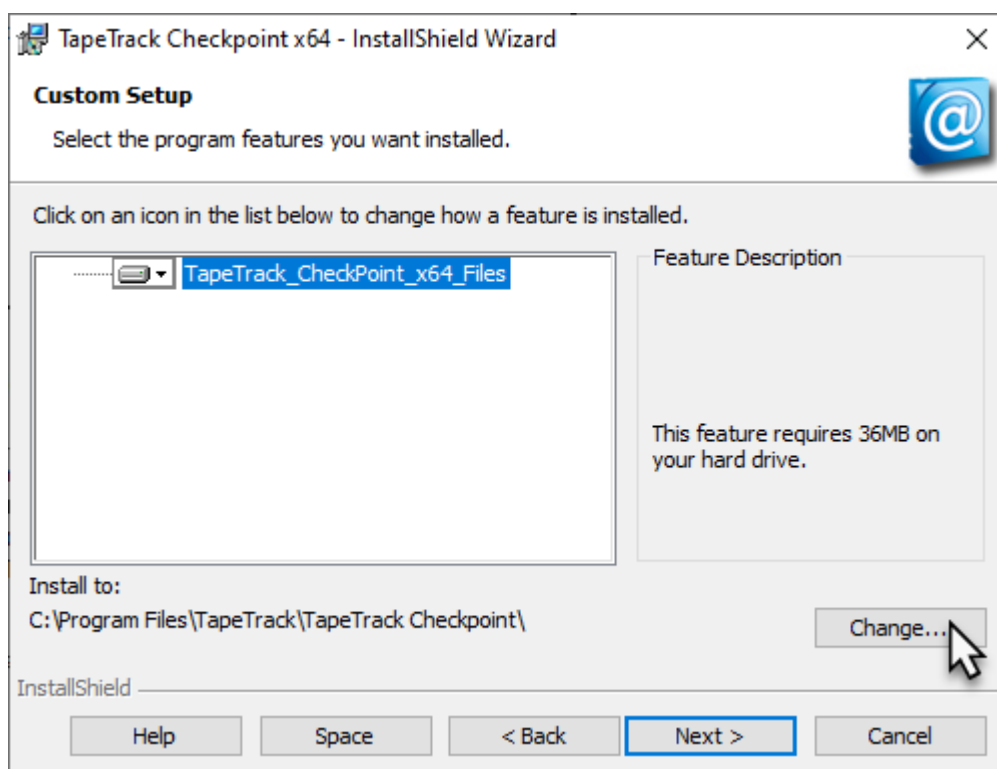 TapeTrack Checkpoint x64 - InstallShield Wizard
Custom Setup
Select the program features you want installed.
Click on an icon in the list below to change how a feature is installed.
TapeTrack_CheckPoint_x64_Files
Feature Description
This feature requires 36MB on
your hard drive.
Install to:
C:\Program Files\TapeTrack\TapeTrack Checkpoint\
Change...
InstallShield
Help
Space
< Back
Next >
Cancel